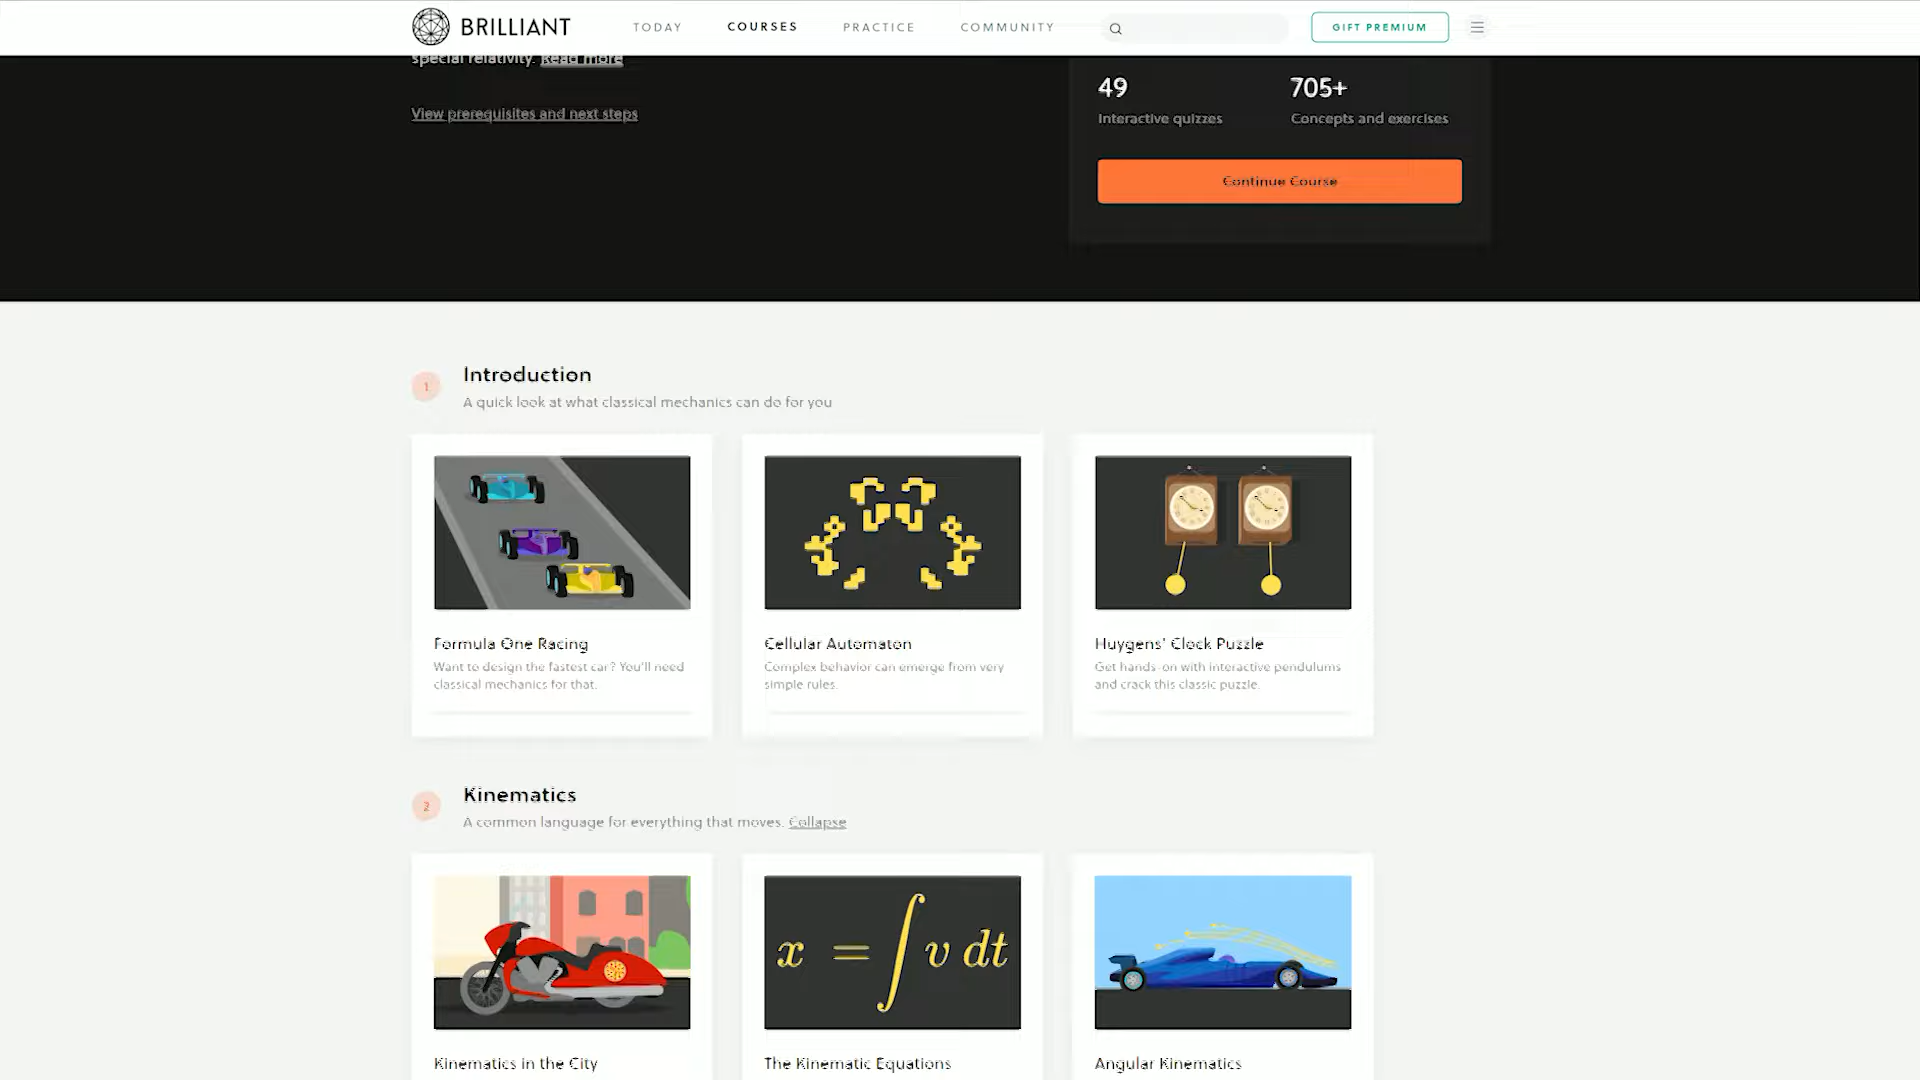 BRILLIANT
TODAY
COURSES
PRACTICE
COMMUNITY
GIFT PREMIUM
special relativity. Read more
View prerequisites and next steps
49
705+
Interactive quizzes
Concepts and exercises
Continue Course
1
Introduction
A quick look at what classical mechanics can do for you
Formula One Racing
Want to design the fastest car? You'll need
classical mechanics for that.
Cellular Automaton
Complex behavior can emerge from very
simple rules.
Huygens' Clock Puzzle
Get hands-on with interactive pendulums
and crack this classic puzzle.
2
Kinematics
A common language for everything that moves. Collapse
x = ∫ v dt
Kinematics in the City
The Kinematic Equations
Angular Kinematics